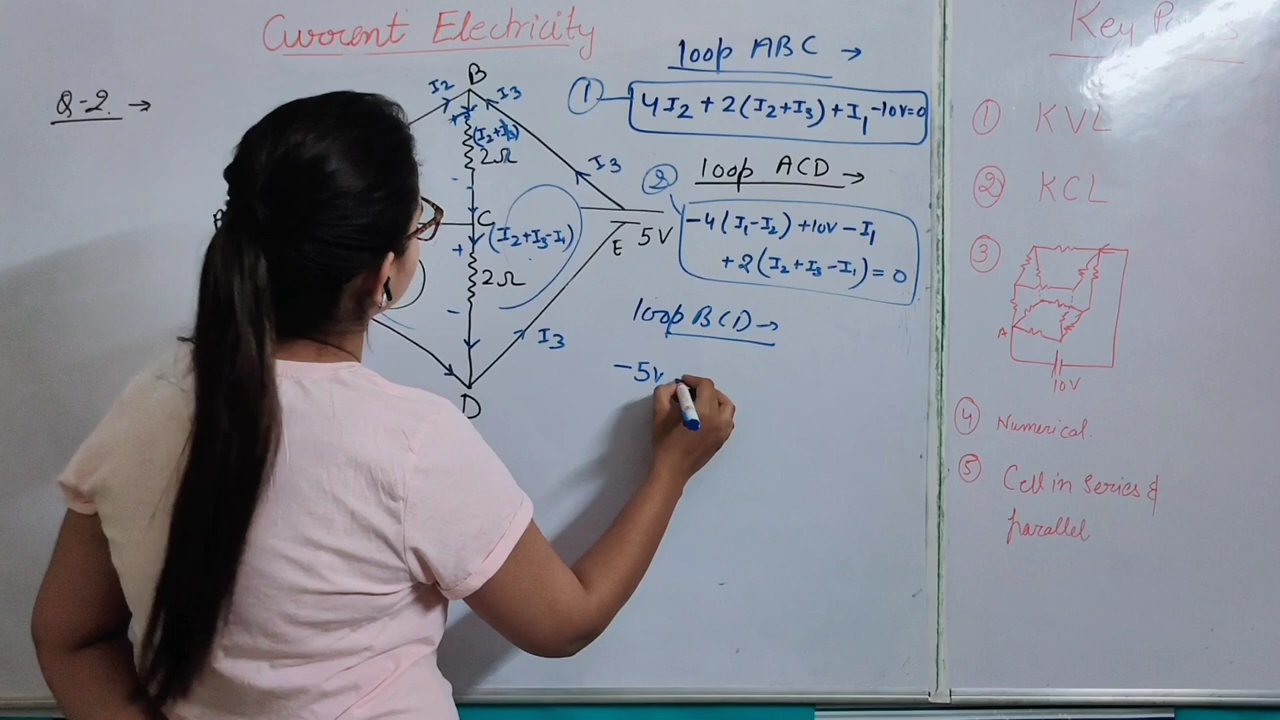 Current Electricity
Q-2. →
B
I2
I3
(I2+I3)
2Ω
I3
C
(I2+I3-I1)
E
5V
+
2Ω
-
I3
D
loop ABC →
① 4I2 + 2(I2+I3) + I1 -10V=0
② loop ACD →
-4(I1-I2) +10V - I1
+2(I2+I3-I1) = 0
loop BCD →
-5V
Key
① KVL
② KCL
③
A
10V
④ Numerical.
⑤ Cell in series &
parallel